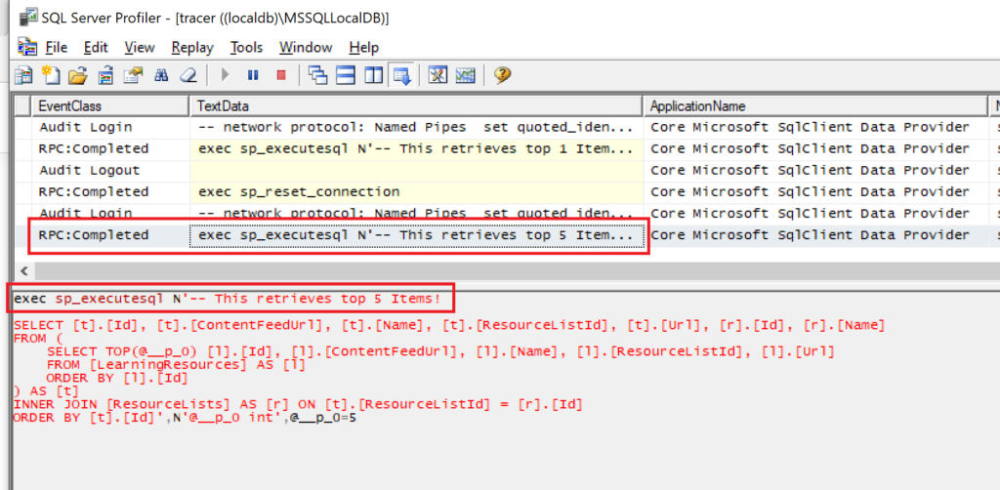 SQL Server Profiler - [tracer ((localdb)\MSSQLLocalDB)]
File Edit View Replay Tools Window Help
EventClass TextData ApplicationName
Audit Login -- network protocol: Named Pipes set quoted_iden... Core Microsoft SqlClient Data Provider
RPC:Completed exec sp_executesql N'-- This retrieves top 1 Item... Core Microsoft SqlClient Data Provider
Audit Logout Core Microsoft SqlClient Data Provider
RPC:Completed exec sp_reset_connection Core Microsoft SqlClient Data Provider
Audit Login -- network protocol: Named Pipes set quoted_iden... Core Microsoft SqlClient Data Provider
RPC:Completed exec sp_executesql N'-- This retrieves top 5 Item... Core Microsoft SqlClient Data Provider
exec sp_executesql N'-- This retrieves top 5 Items!
SELECT [t].[Id], [t].[ContentFeedUrl], [t].[Name], [t].[ResourceListId], [t].[Url], [r].[Id], [r].[Name]
FROM (
SELECT TOP(@__p_0) [l].[Id], [l].[ContentFeedUrl], [l].[Name], [l].[ResourceListId], [l].[Url]
FROM [LearningResources] AS [l]
ORDER BY [l].[Id]
) AS [t]
INNER JOIN [ResourceLists] AS [r] ON [t].[ResourceListId] = [r].[Id]
ORDER BY [t].[Id]',N'@__p_0 int',@__p_0=5